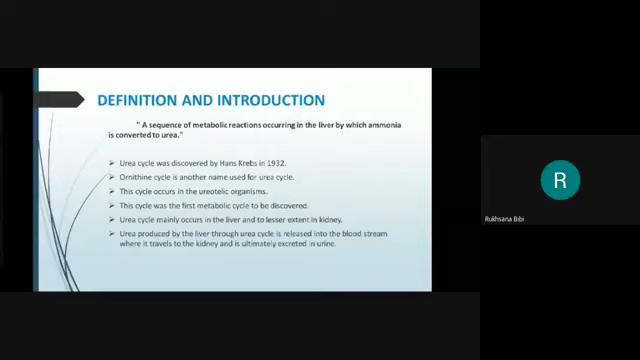 DEFINITION AND INTRODUCTION
" A sequence of metabolic reactions occurring in the liver by which ammonia
is converted to urea."
➢ Urea cycle was discovered by Hans Krebs in 1932.
➢ Ornithine cycle is another name used for urea cycle.
➢ This cycle occurs in the ureotelic organisms.
➢ This cycle was the first metabolic cycle to be discovered.
➢ Urea cycle mainly occurs in the liver and to lesser extent in kidney.
➢ Urea produced by the liver through urea cycle is released into the blood stream
where it travels to the kidney and is ultimately excreted in urine.
R
Rukhsana Bibi